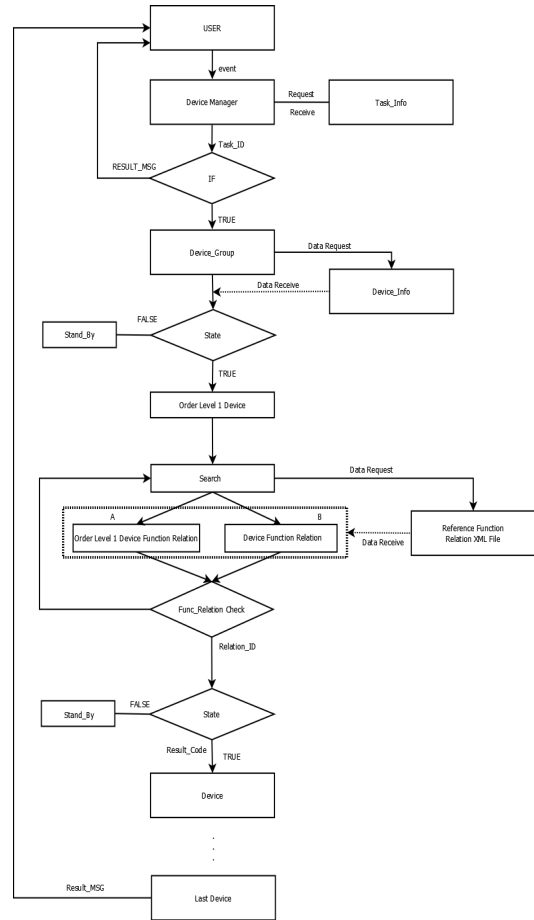 USER
event
Device Manager
Request
Receive
Task_Info
Task_ID
RESULT_MSG
IF
TRUE
Device_Group
Data Request
Data Receive
Device_Info
FALSE
Stand_By
State
TRUE
Order Level 1 Device
Search
Data Request
A
B
Order Level 1 Device Function Relation
Device Function Relation
Data Receive
Reference Function
Relation XML File
Func_Relation Check
Relation_ID
FALSE
Stand_By
State
Result_Code
TRUE
Device
.
.
.
Result_MSG
Last Device